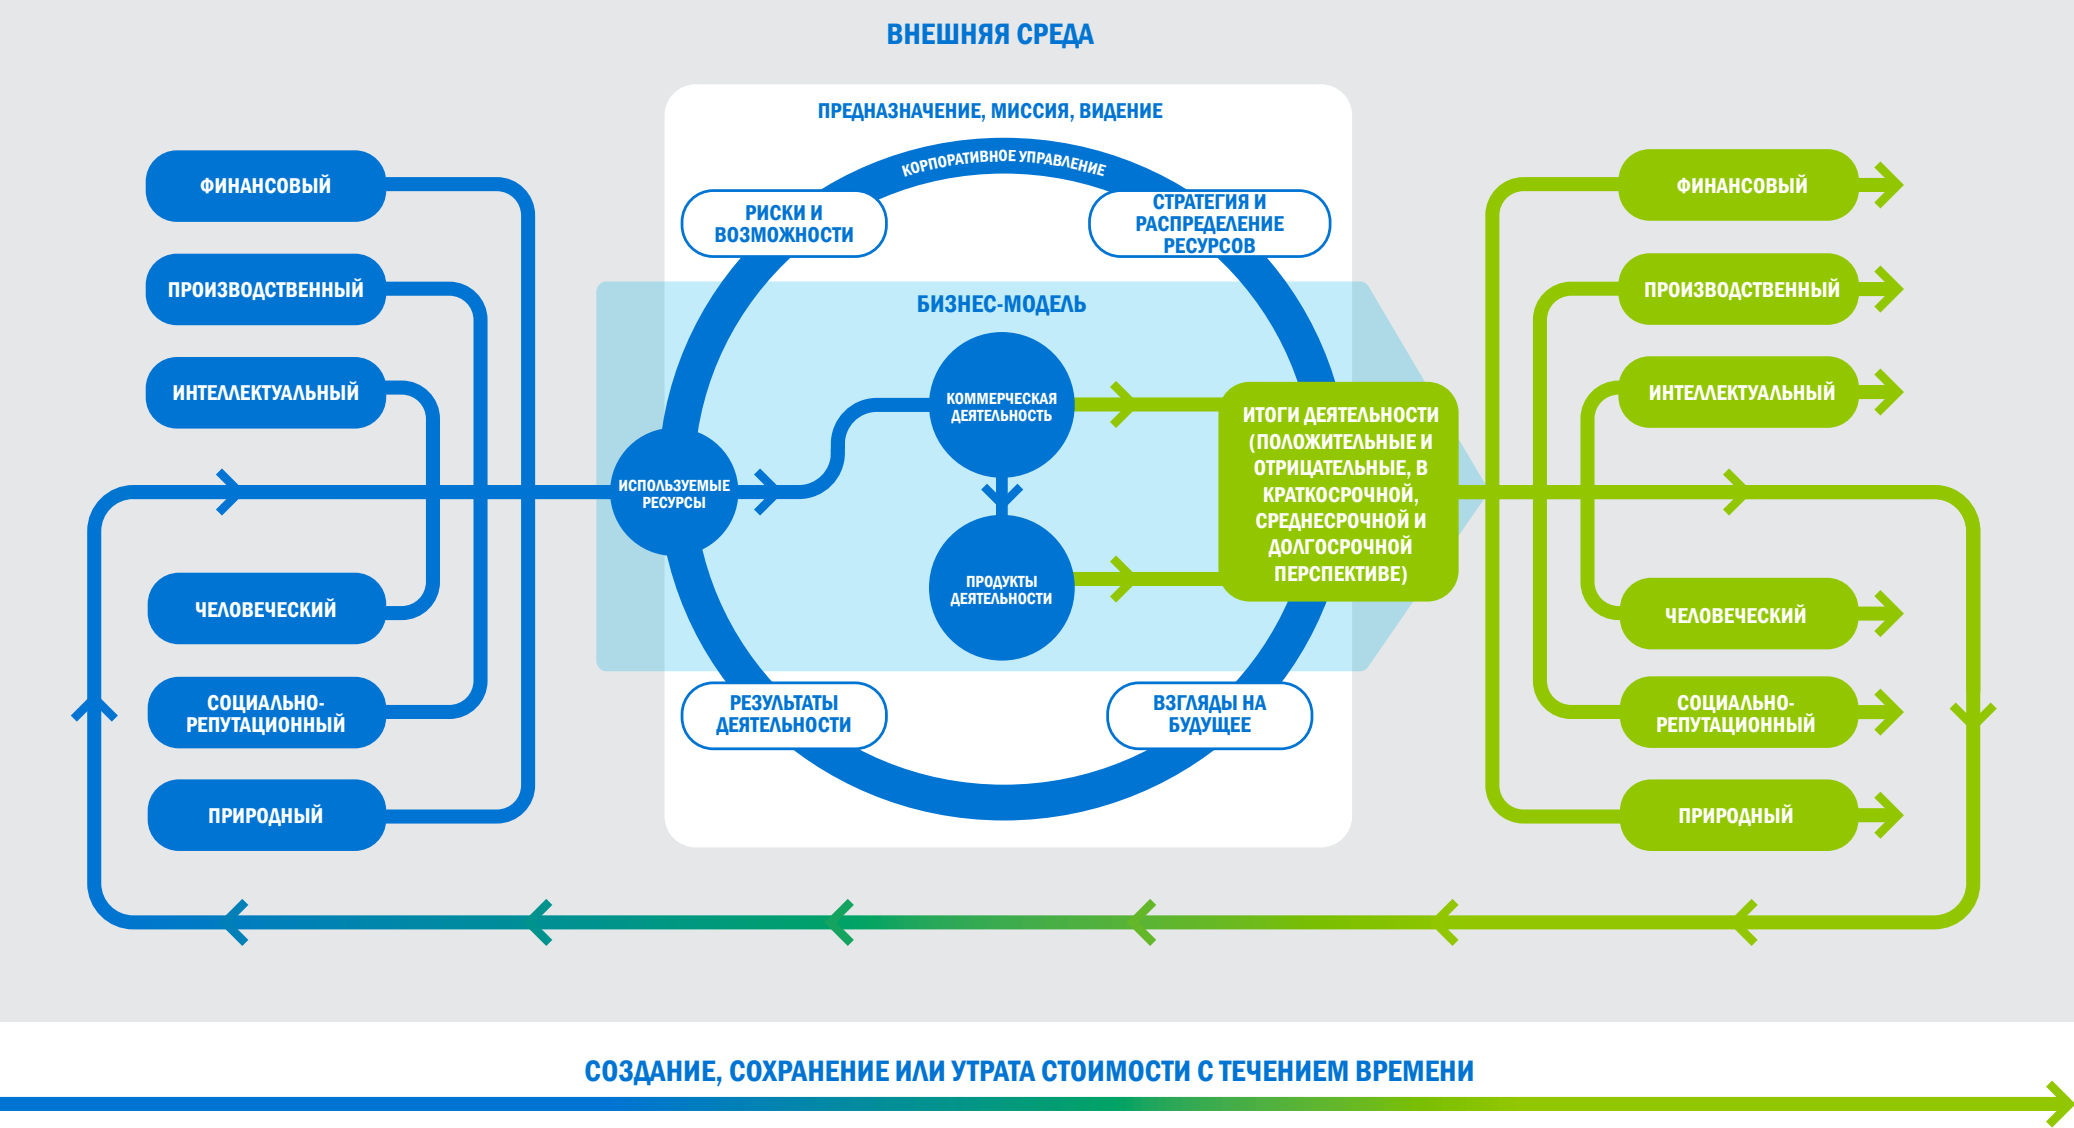 ВНЕШНЯЯ СРЕДА
ПРЕДНАЗНАЧЕНИЕ, МИССИЯ, ВИДЕНИЕ
КОРПОРАТИВНОЕ УПРАВЛЕНИЕ
ФИНАНСОВЫЙ
ПРОИЗВОДСТВЕННЫЙ
ИНТЕЛЛЕКТУАЛЬНЫЙ
ЧЕЛОВЕЧЕСКИЙ
СОЦИАЛЬНО-
РЕПУТАЦИОННЫЙ
ПРИРОДНЫЙ
РИСКИ И
ВОЗМОЖНОСТИ
СТРАТЕГИЯ И
РАСПРЕДЕЛЕНИЕ
РЕСУРСОВ
БИЗНЕС-МОДЕЛЬ
ИСПОЛЬЗУЕМЫЕ
РЕСУРСЫ
КОММЕРЧЕСКАЯ
ДЕЯТЕЛЬНОСТЬ
ПРОДУКТЫ
ДЕЯТЕЛЬНОСТИ
ИТОГИ ДЕЯТЕЛЬНОСТИ
(ПОЛОЖИТЕЛЬНЫЕ И
ОТРИЦАТЕЛЬНЫЕ, В
КРАТКОСРОЧНОЙ,
СРЕДНЕСРОЧНОЙ И
ДОЛГОСРОЧНОЙ
ПЕРСПЕКТИВЕ)
РЕЗУЛЬТАТЫ
ДЕЯТЕЛЬНОСТИ
ВЗГЛЯДЫ НА
БУДУЩЕЕ
ФИНАНСОВЫЙ
ПРОИЗВОДСТВЕННЫЙ
ИНТЕЛЛЕКТУАЛЬНЫЙ
ЧЕЛОВЕЧЕСКИЙ
СОЦИАЛЬНО-
РЕПУТАЦИОННЫЙ
ПРИРОДНЫЙ
СОЗДАНИЕ, СОХРАНЕНИЕ ИЛИ УТРАТА СТОИМОСТИ С ТЕЧЕНИЕМ ВРЕМЕНИ